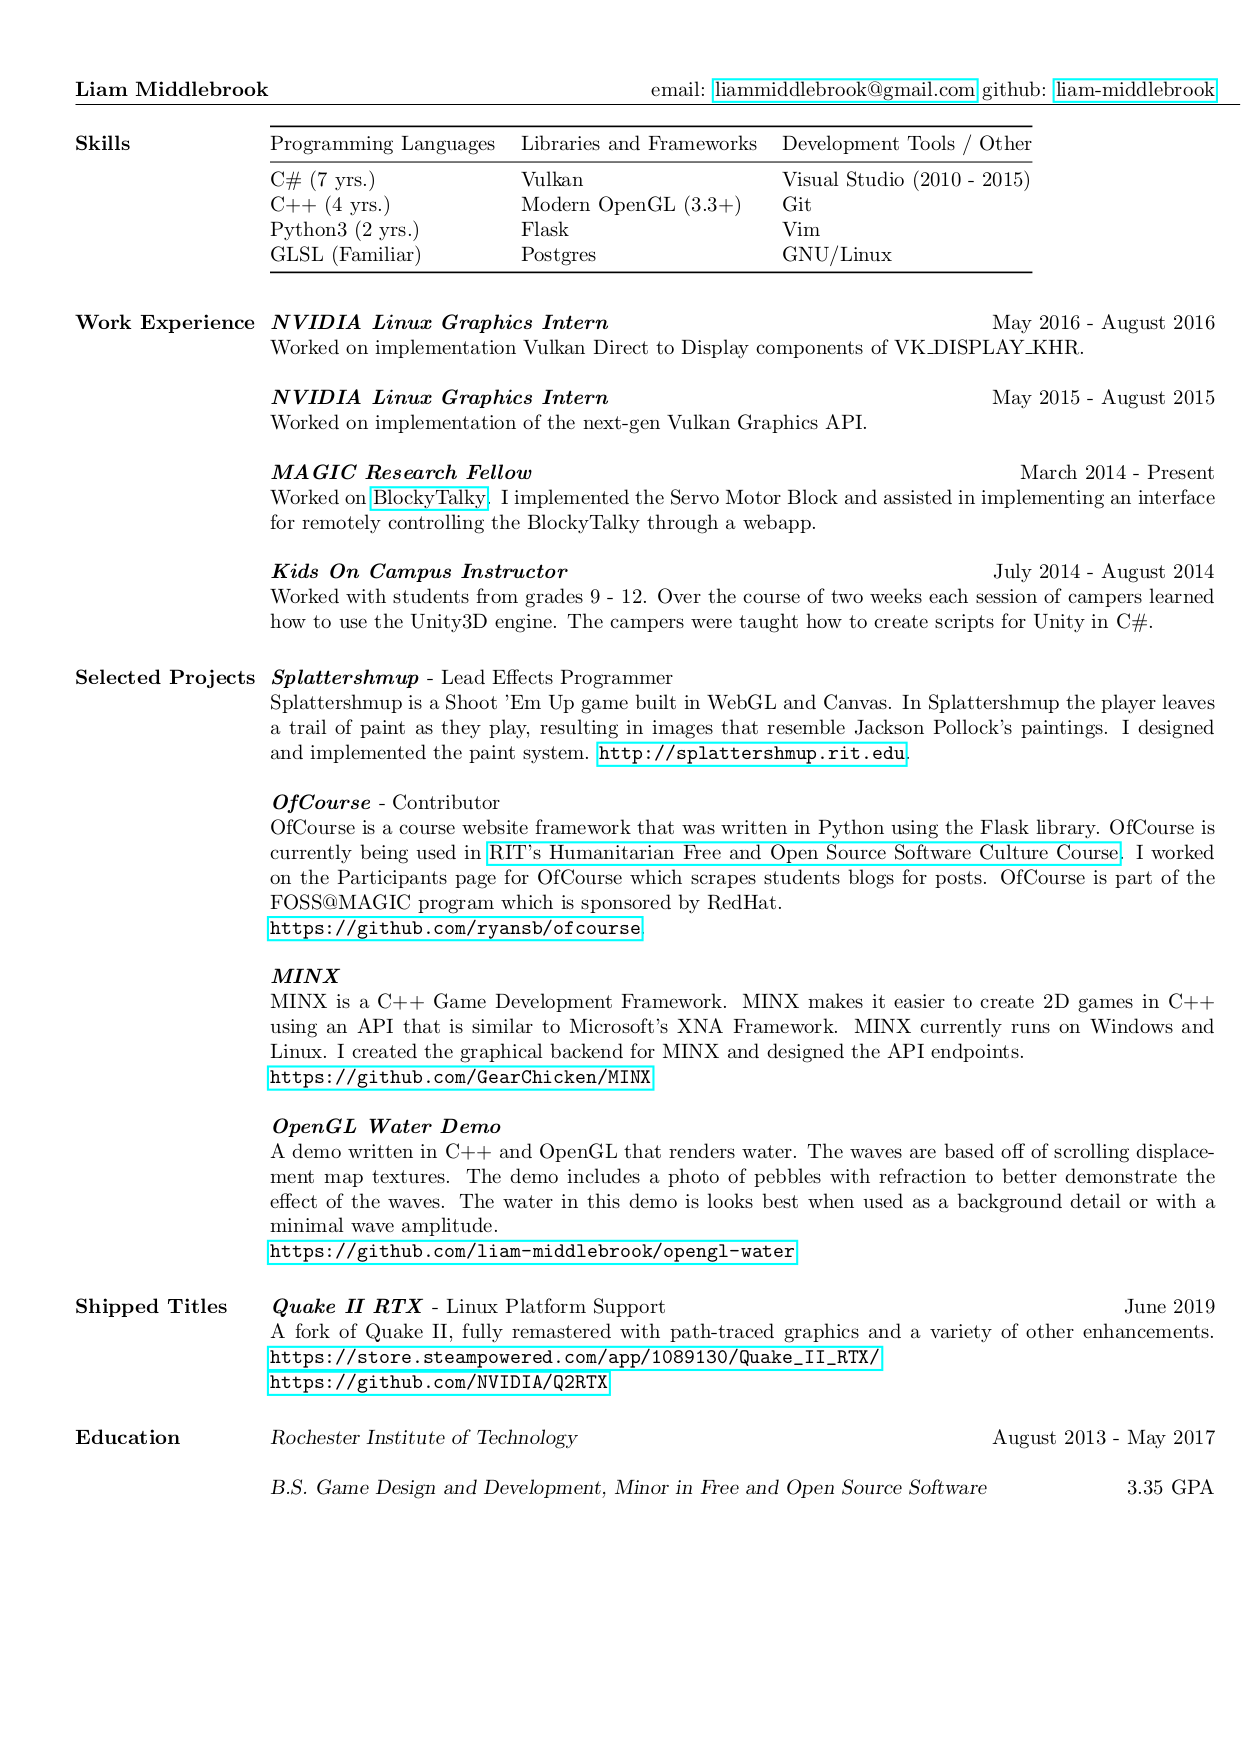 Liam Middlebrook email: liammiddlebrook@gmail.com github: liam-middlebrook
Skills
Programming Languages Libraries and Frameworks Development Tools / Other
C# (7 yrs.) Vulkan Visual Studio (2010 - 2015)
C++ (4 yrs.) Modern OpenGL (3.3+) Git
Python3 (2 yrs.) Flask Vim
GLSL (Familiar) Postgres GNU/Linux
Work Experience NVIDIA Linux Graphics Intern May 2016 - August 2016
Worked on implementation Vulkan Direct to Display components of VK_DISPLAY_KHR.
NVIDIA Linux Graphics Intern May 2015 - August 2015
Worked on implementation of the next-gen Vulkan Graphics API.
MAGIC Research Fellow March 2014 - Present
Worked on BlockyTalky. I implemented the Servo Motor Block and assisted in implementing an interface
for remotely controlling the BlockyTalky through a webapp.
Kids On Campus Instructor July 2014 - August 2014
Worked with students from grades 9 - 12. Over the course of two weeks each session of campers learned
how to use the Unity3D engine. The campers were taught how to create scripts for Unity in C#.
Selected Projects Splattershmup - Lead Effects Programmer
Splattershmup is a Shoot 'Em Up game built in WebGL and Canvas. In Splattershmup the player leaves
a trail of paint as they play, resulting in images that resemble Jackson Pollock's paintings. I designed
and implemented the paint system. http://splattershmup.rit.edu.
OfCourse - Contributor
OfCourse is a course website framework that was written in Python using the Flask library. OfCourse is
currently being used in RIT's Humanitarian Free and Open Source Software Culture Course. I worked
on the Participants page for OfCourse which scrapes students blogs for posts. OfCourse is part of the
FOSS@MAGIC program which is sponsored by RedHat.
https://github.com/ryansb/ofcourse.
MINX
MINX is a C++ Game Development Framework. MINX makes it easier to create 2D games in C++
using an API that is similar to Microsoft's XNA Framework. MINX currently runs on Windows and
Linux. I created the graphical backend for MINX and designed the API endpoints.
https://github.com/GearChicken/MINX
OpenGL Water Demo
A demo written in C++ and OpenGL that renders water. The waves are based off of scrolling displace-
ment map textures. The demo includes a photo of pebbles with refraction to better demonstrate the
effect of the waves. The water in this demo is looks best when used as a background detail or with a
minimal wave amplitude.
https://github.com/liam-middlebrook/opengl-water
Shipped Titles Quake II RTX - Linux Platform Support June 2019
A fork of Quake II, fully remastered with path-traced graphics and a variety of other enhancements.
https://store.steampowered.com/app/1089130/Quake_II_RTX/
https://github.com/NVIDIA/Q2RTX
Education Rochester Institute of Technology August 2013 - May 2017
B.S. Game Design and Development, Minor in Free and Open Source Software 3.35 GPA